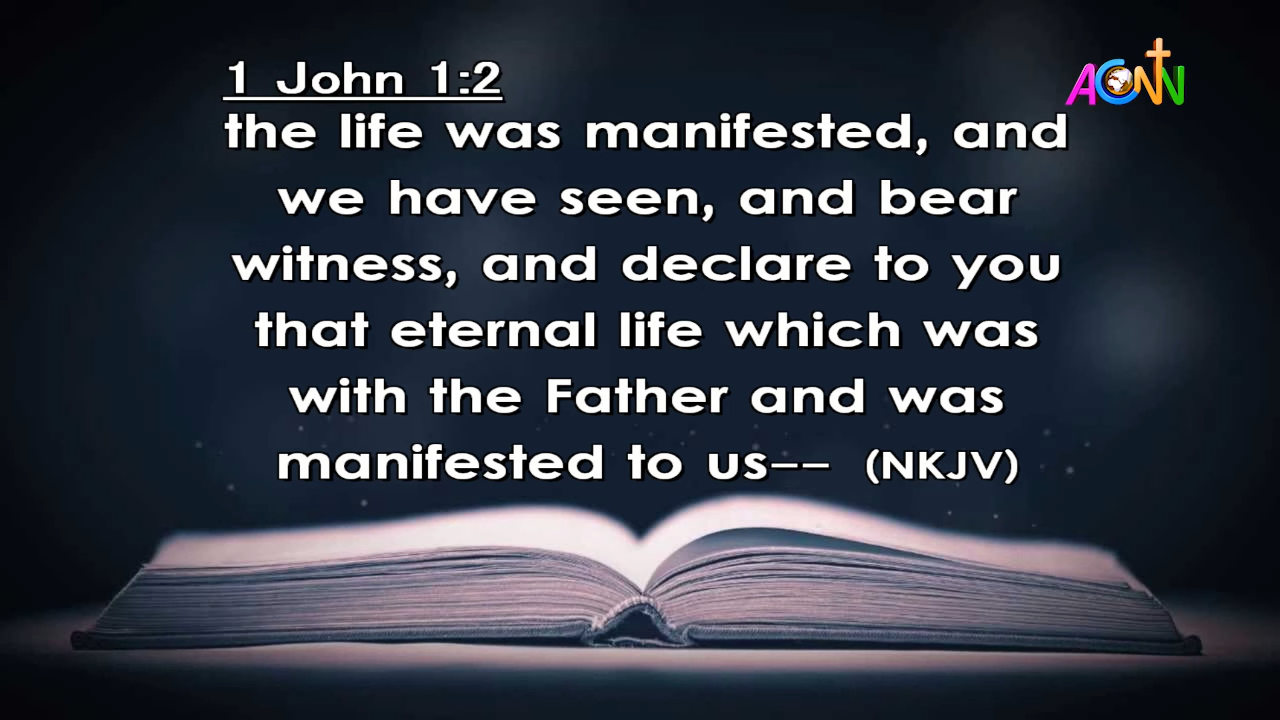 1 John 1:2
ACNN
the life was manifested, and
we have seen, and bear
witness, and declare to you
that eternal life which was
with the Father and was
manifested to us-- (NKJV)